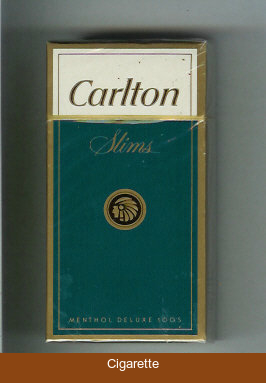 Carlton
Slims
MENTHOL DELUXE 100'S
Cigarette